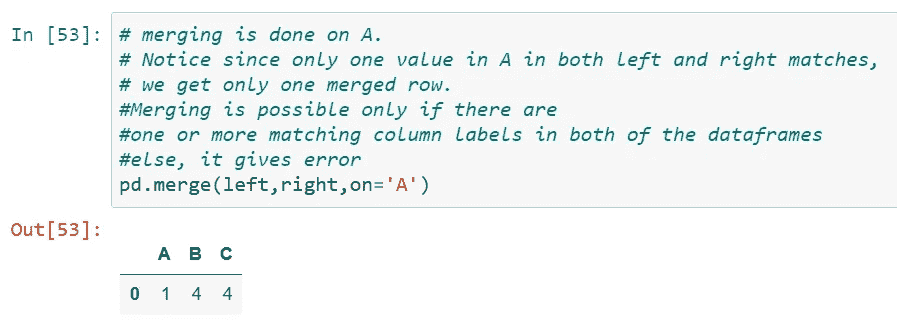 In [53]: # merging is done on A.
# Notice since only one value in A in both left and right matches,
# we get only one merged row.
#Merging is possible only if there are
#one or more matching column labels in both of the dataframes
#else, it gives error
pd.merge(left,right,on='A')
Out[53]:
A B C
0 1 4 4